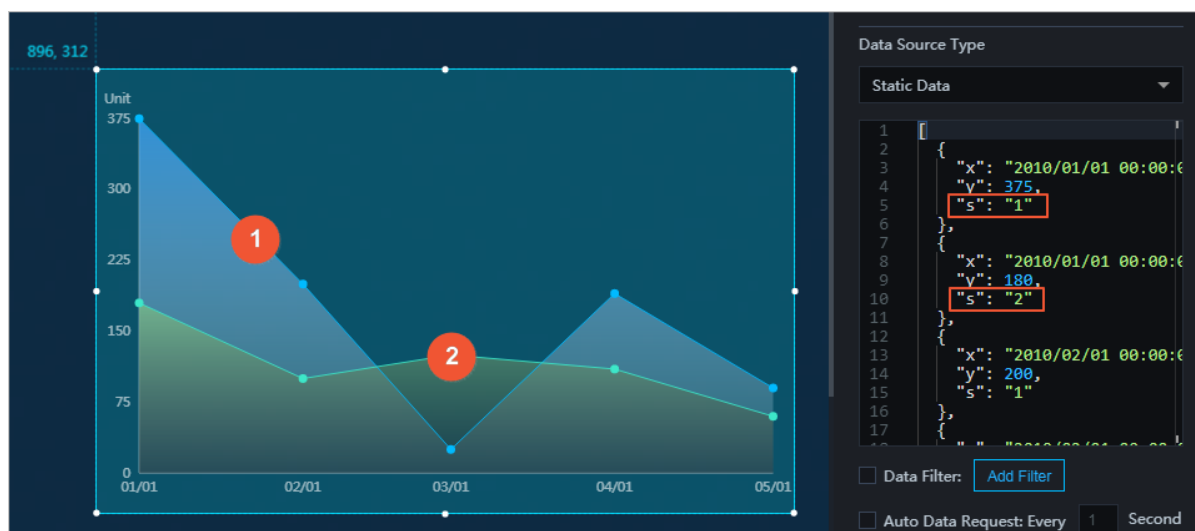 896, 312
Unit
375
300
225
150
75
0
01/01
02/01
03/01
04/01
05/01
1
2
Data Source Type
Static Data
1 [
2 {
3 "x": "2010/01/01 00:00:0
4 "y": 375,
5 "s": "1"
6 },
7 {
8 "x": "2010/01/01 00:00:0
9 "y": 180,
10 "s": "2"
11 },
12 {
13 "x": "2010/02/01 00:00:0
14 "y": 200,
15 "s": "1"
16 },
17 {
Data Filter: Add Filter
Auto Data Request: Every 1 Second